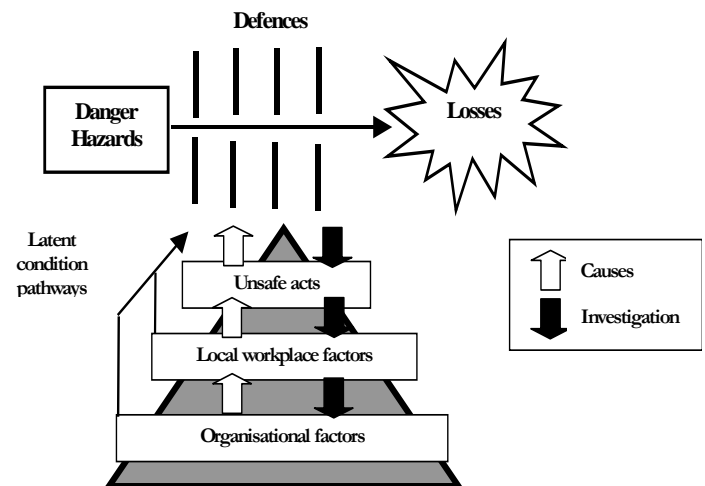 Defences
Danger
Hazards
Losses
Latent
condition
pathways
Unsafe acts
Local workplace factors
Organisational factors
Causes
Investigation